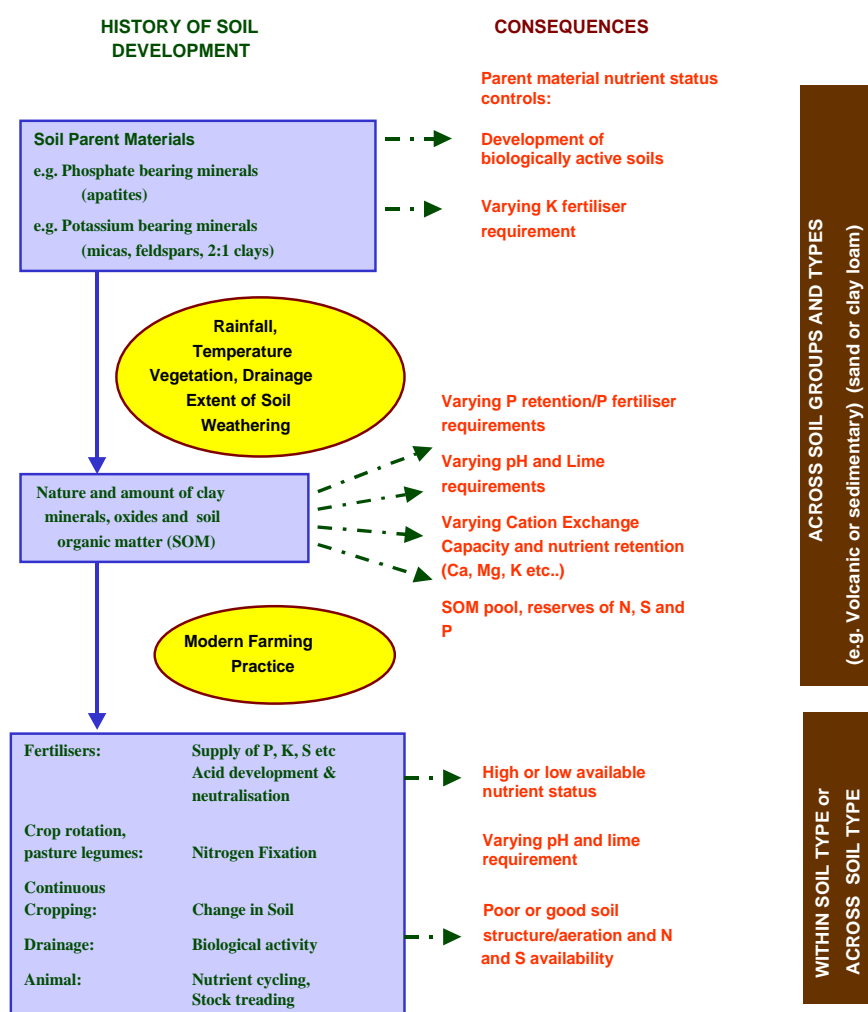 HISTORY OF SOIL
DEVELOPMENT
CONSEQUENCES
Parent material nutrient status
controls:
Soil Parent Materials
e.g. Phosphate bearing minerals
(apatites)
e.g. Potassium bearing minerals
(micas, feldspars, 2:1 clays)
Development of
biologically active soils
Varying K fertiliser
requirement
Rainfall,
Temperature
Vegetation, Drainage
Extent of Soil
Weathering
Nature and amount of clay
minerals, oxides and soil
organic matter (SOM)
Varying P retention/P fertiliser
requirements
Varying pH and Lime
requirements
Varying Cation Exchange
Capacity and nutrient retention
(Ca, Mg, K etc..)
SOM pool, reserves of N, S and
P
Modern Farming
Practice
Fertilisers: Supply of P, K, S etc
Acid development &
neutralisation
Crop rotation,
pasture legumes: Nitrogen Fixation
Continuous
Cropping: Change in Soil
Drainage: Biological activity
Animal: Nutrient cycling,
Stock treading
High or low available
nutrient status
Varying pH and lime
requirement
Poor or good soil
structure/aeration and N
and S availability
ACROSS SOIL GROUPS AND TYPES
(e.g. Volcanic or sedimentary) (sand or clay loam)
WITHIN SOIL TYPE or
ACROSS SOIL TYPE